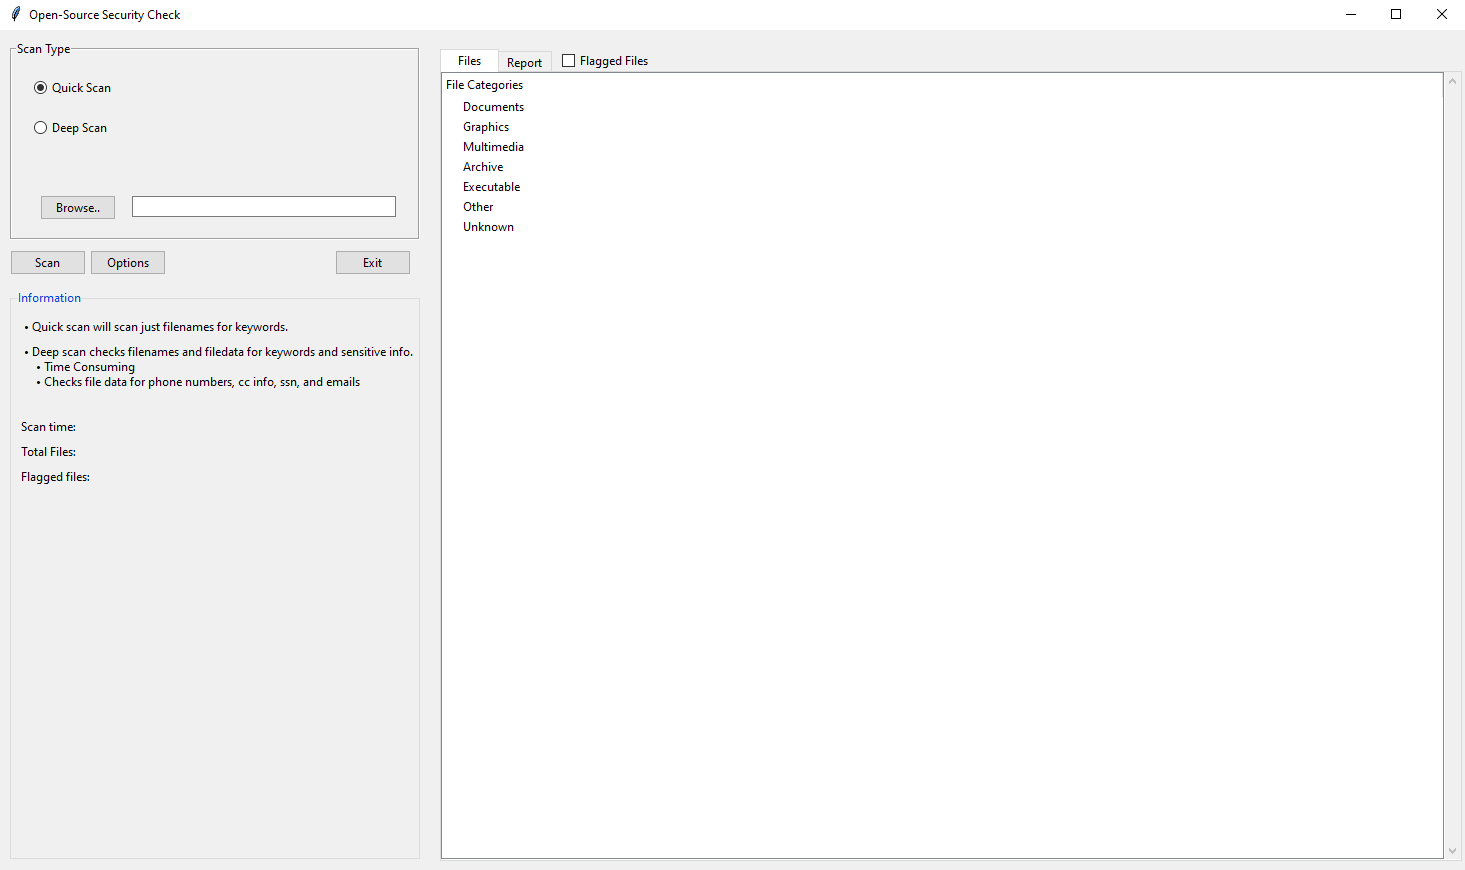 Open-Source Security Check
Scan Type
Quick Scan
Deep Scan
Browse..
Scan
Options
Exit
Information
• Quick scan will scan just filenames for keywords.
• Deep scan checks filenames and filedata for keywords and sensitive info.
• Time Consuming
• Checks file data for phone numbers, cc info, ssn, and emails
Scan time:
Total Files:
Flagged files:
Files
Report
Flagged Files
File Categories
Documents
Graphics
Multimedia
Archive
Executable
Other
Unknown